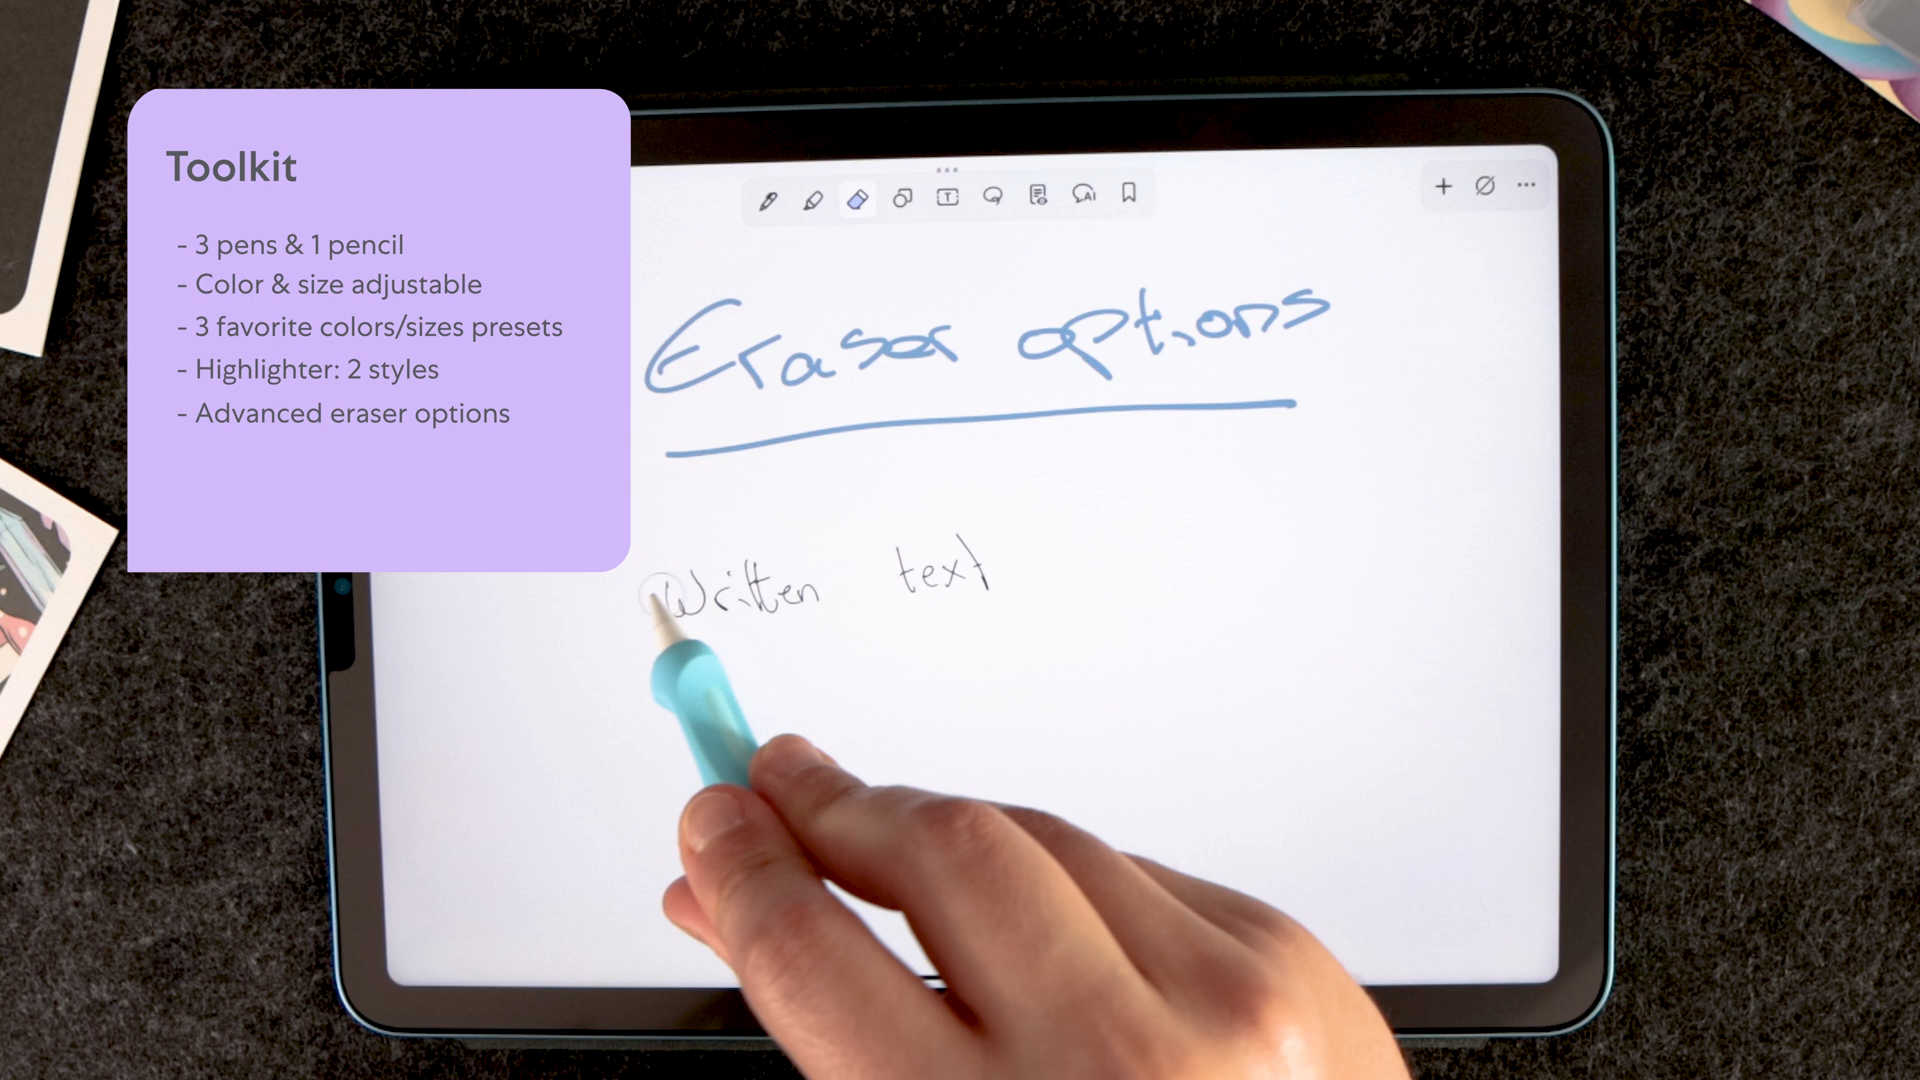 Toolkit
- 3 pens & 1 pencil
- Color & size adjustable
- 3 favorite colors/sizes presets
- Highlighter: 2 styles
- Advanced eraser options
T
AI
Eraser options
Written text